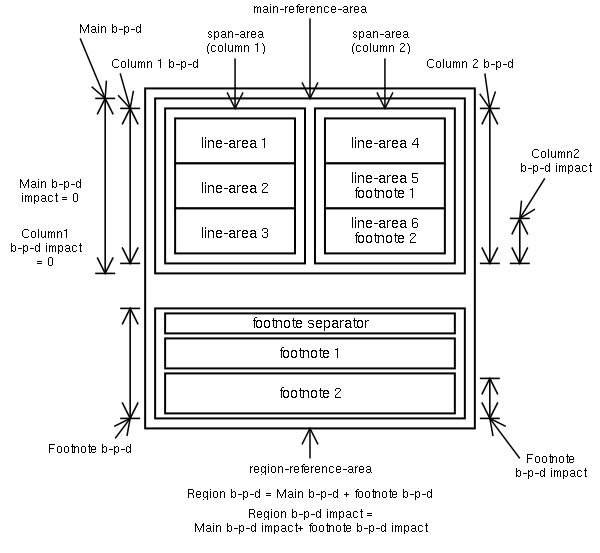 main-reference-area
Main b-p-d
span-area
(column 1)
span-area
(column 2)
Column 1 b-p-d
Column 2 b-p-d
line-area 1
line-area 2
line-area 3
line-area 4
line-area 5
footnote 1
line-area 6
footnote 2
Column2
b-p-d impact
Main b-p-d
impact = 0
Column1
b-p-d impact
= 0
footnote separator
footnote 1
footnote 2
Footnote b-p-d
Footnote
b-p-d impact
region-reference-area
Region b-p-d = Main b-p-d + footnote b-p-d
Region b-p-d impact =
Main b-p-d impact+ footnote b-p-d impact